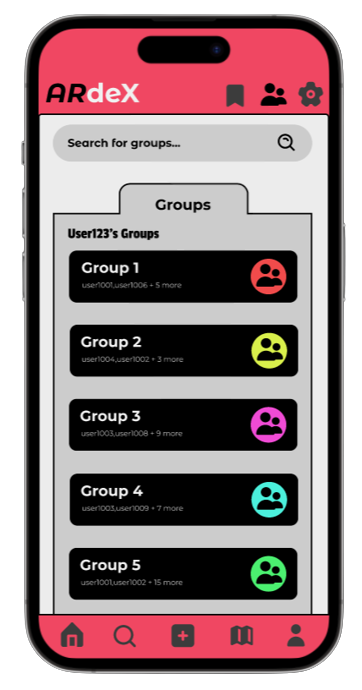 ARdeX
Search for groups...
Groups
User123's Groups
Group 1
user1001,user1006 + 5 more
Group 2
user1004,user1002 + 3 more
Group 3
user1003,user1008 + 9 more
Group 4
user1003,user1009 + 7 more
Group 5
user1001,user1002 + 15 more